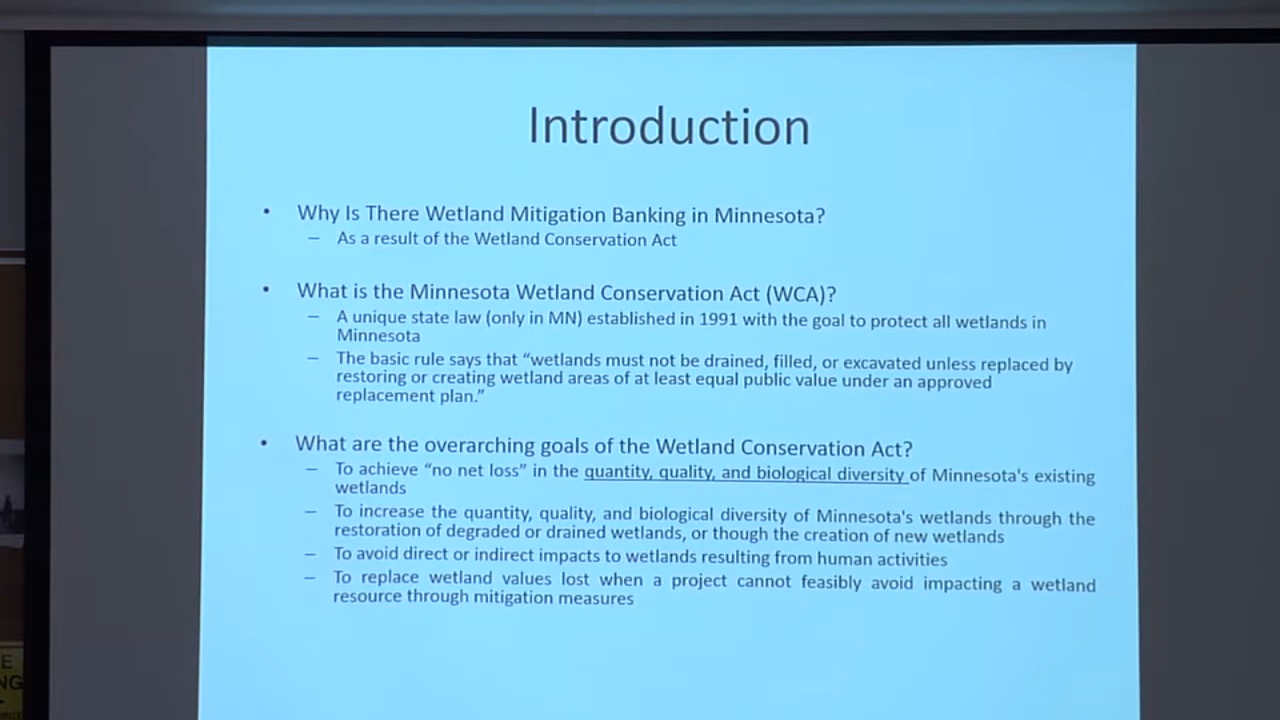 Introduction
• Why Is There Wetland Mitigation Banking in Minnesota?
– As a result of the Wetland Conservation Act
• What is the Minnesota Wetland Conservation Act (WCA)?
– A unique state law (only in MN) established in 1991 with the goal to protect all wetlands in
Minnesota
– The basic rule says that “wetlands must not be drained, filled, or excavated unless replaced by
restoring or creating wetland areas of at least equal public value under an approved
replacement plan.”
• What are the overarching goals of the Wetland Conservation Act?
– To achieve “no net loss” in the quantity, quality, and biological diversity of Minnesota's existing
wetlands
– To increase the quantity, quality, and biological diversity of Minnesota's wetlands through the
restoration of degraded or drained wetlands, or though the creation of new wetlands
– To avoid direct or indirect impacts to wetlands resulting from human activities
– To replace wetland values lost when a project cannot feasibly avoid impacting a wetland
resource through mitigation measures
E
NG